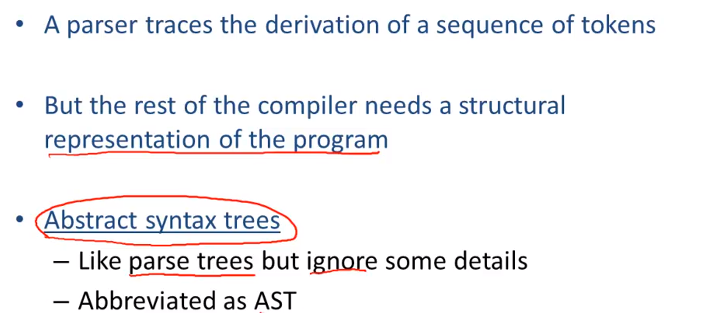 • A parser traces the derivation of a sequence of tokens
• But the rest of the compiler needs a structural
representation of the program
• Abstract syntax trees
– Like parse trees but ignore some details
– Abbreviated as AST